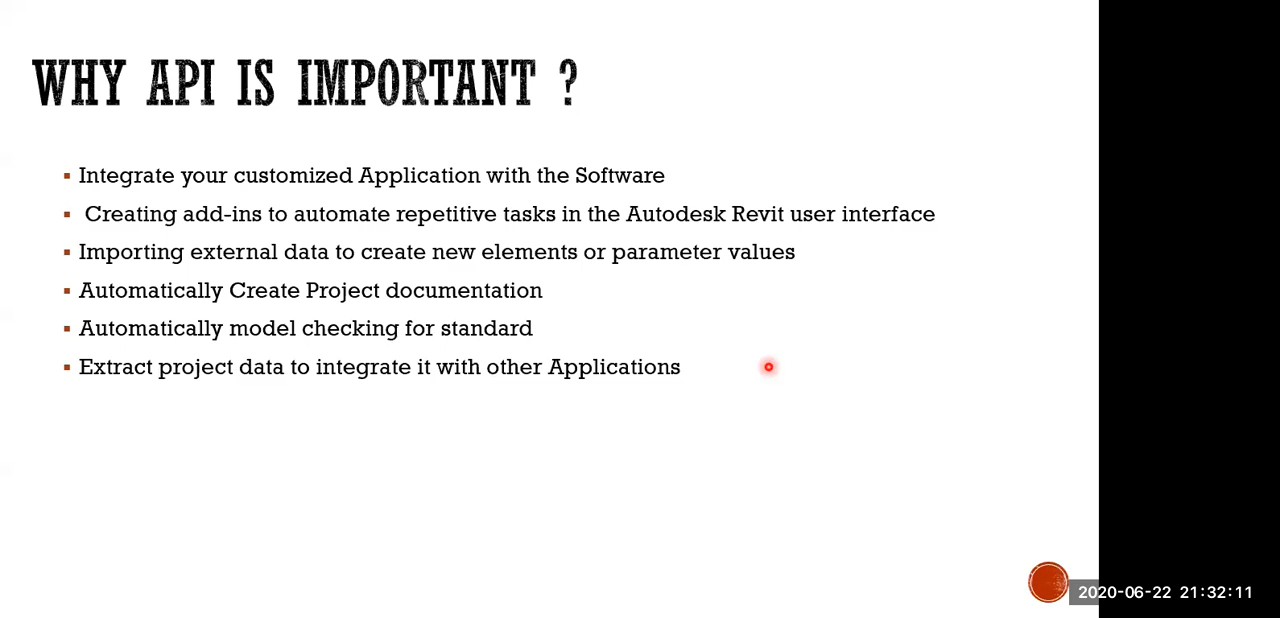 WHY API IS IMPORTANT ?
Integrate your customized Application with the Software
Creating add-ins to automate repetitive tasks in the Autodesk Revit user interface
Importing external data to create new elements or parameter values
Automatically Create Project documentation
Automatically model checking for standard
Extract project data to integrate it with other Applications
2020-06-22 21:32:11